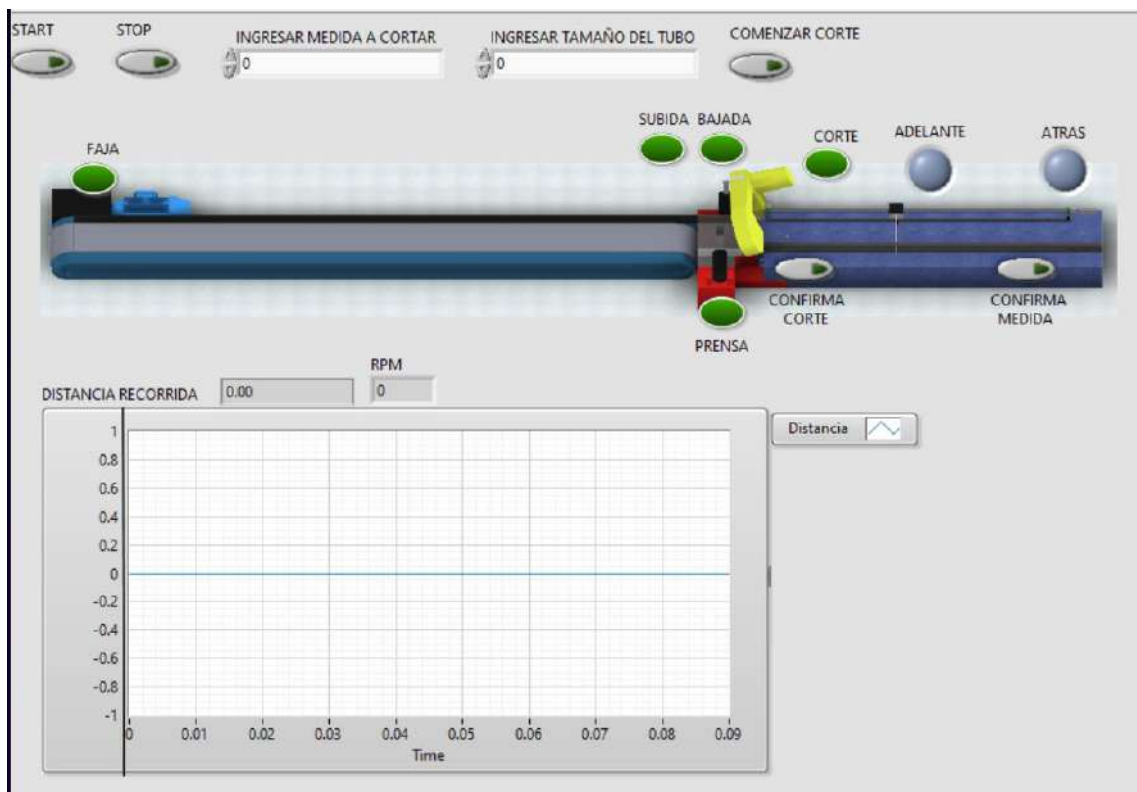 START
STOP
INGRESAR MEDIDA A CORTAR
INGRESAR TAMAÑO DEL TUBO
COMENZAR CORTE
0
0
SUBIDA
BAJADA
CORTE
ADELANTE
ATRAS
FAJA
CONFIRMA
CORTE
CONFIRMA
MEDIDA
PRENSA
RPM
DISTANCIA RECORRIDA
0.00
0
Distancia
1
0.8
0.6
0.4
0.2
0
-0.2
-0.4
-0.6
-0.8
-1
0
0.01
0.02
0.03
0.04
0.05
0.06
0.07
0.08
0.09
Time